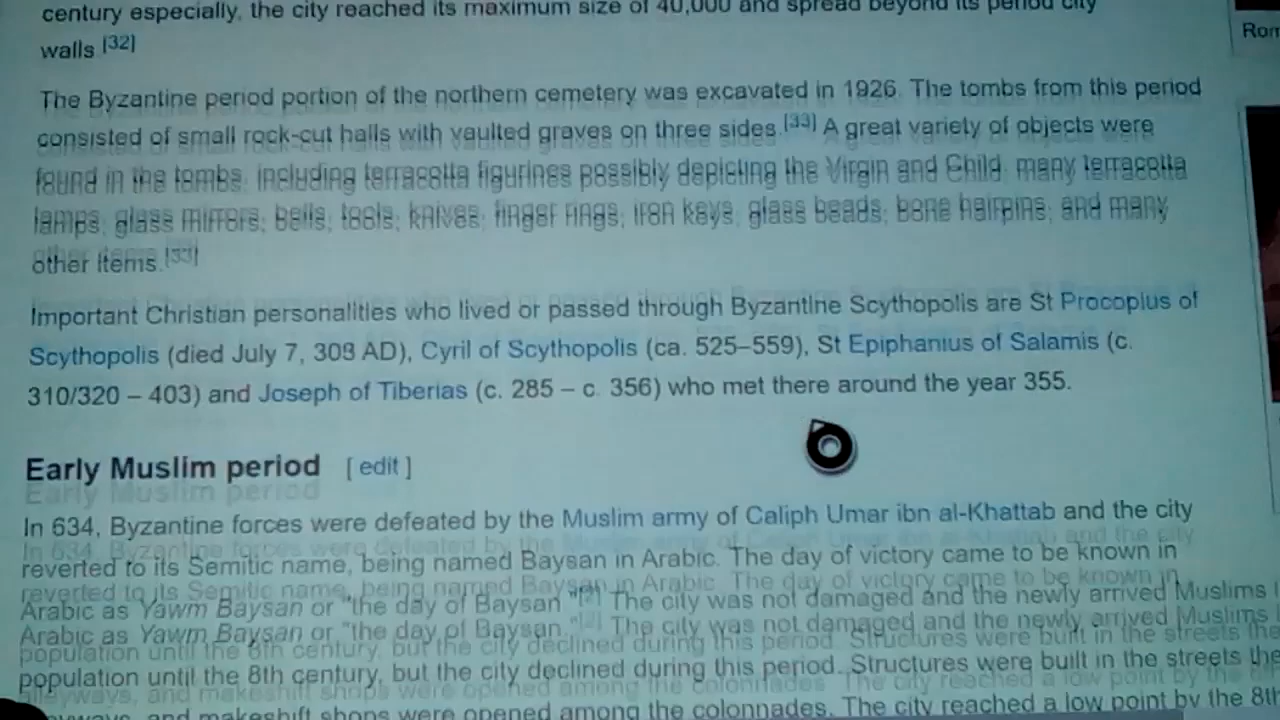 century especially, the city reached its maximum size of 40,000 and spread beyond its period city
walls.[32]
Rom
The Byzantine period portion of the northern cemetery was excavated in 1926. The tombs from this period
consisted of small rock-cut halls with vaulted graves on three sides.[33] A great variety of objects were
found in the tombs, including terracotta figurines possibly depicting the Virgin and Child, many terracotta
lamps, glass mirrors, bells, tools, knives, finger rings, iron keys, glass beads, bone hairpins, and many
other items.[33]
Important Christian personalities who lived or passed through Byzantine Scythopolis are St Procopius of
Scythopolis (died July 7, 303 AD), Cyril of Scythopolis (ca. 525–559), St Epiphanius of Salamis (c.
310/320 – 403) and Joseph of Tiberias (c. 285 – c. 356) who met there around the year 355.
Early Muslim period [ edit ]
In 634, Byzantine forces were defeated by the Muslim army of Caliph Umar ibn al-Khattab and the city
reverted to its Semitic name, being named Baysan in Arabic. The day of victory came to be known in
Arabic as Yawm Baysan or "the day of Baysan." The city was not damaged and the newly arrived Muslims
population until the 8th century, but the city declined during this period. Structures were built in the streets the
and makeshift shops were opened among the colonnades. The city reached a low point by the 8th